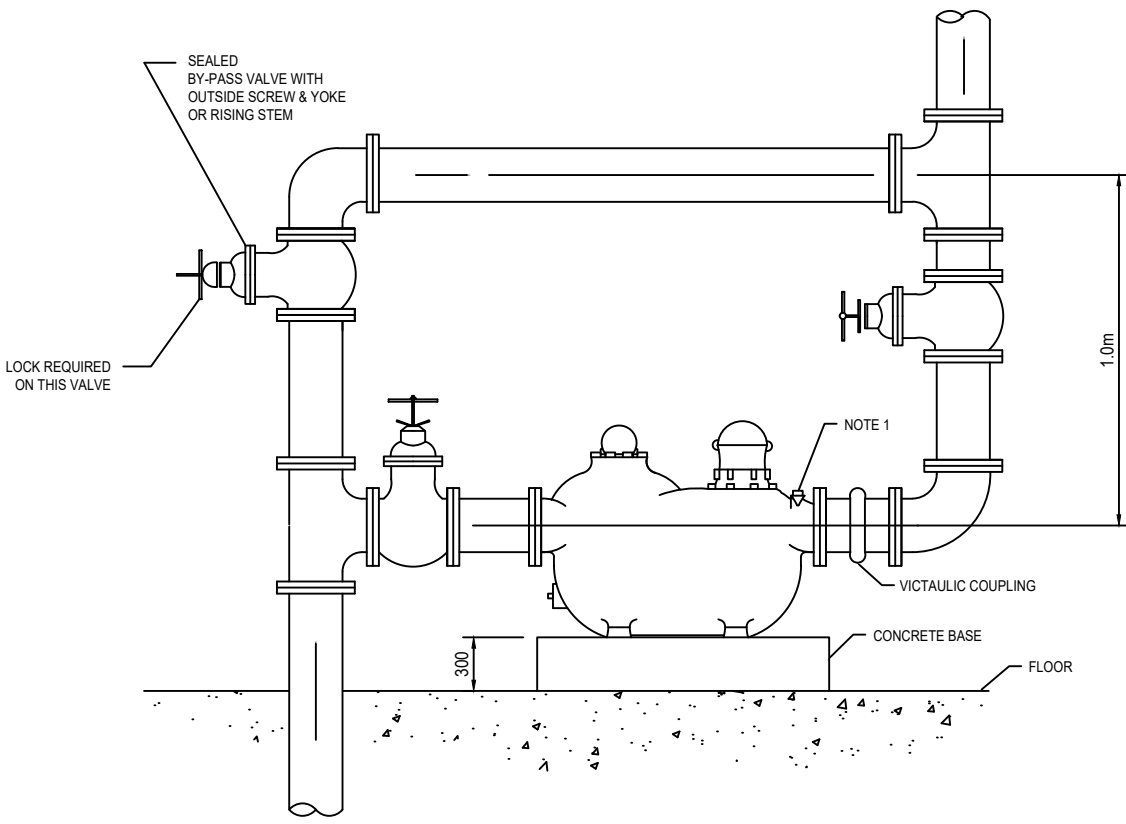 SEALED
BY-PASS VALVE WITH
OUTSIDE SCREW & YOKE
OR RISING STEM
LOCK REQUIRED
ON THIS VALVE
1.0m
NOTE 1
VICTAULIC COUPLING
CONCRETE BASE
300
FLOOR